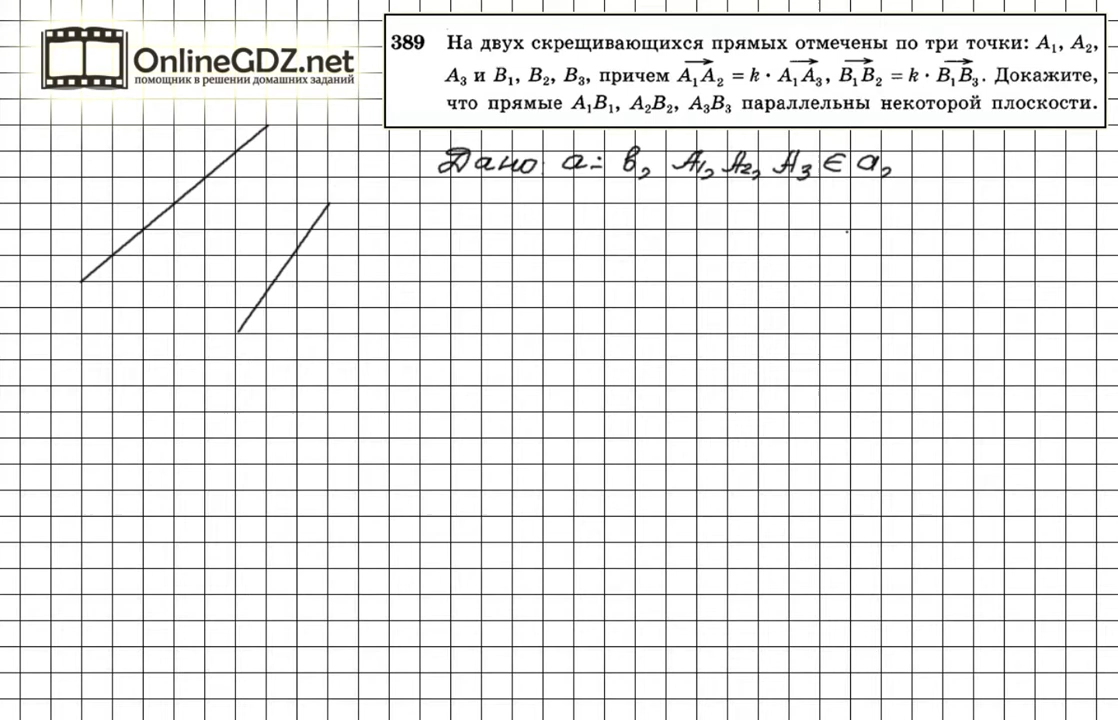 OnlineGDZ.net
помощник в решении домашних заданий
389 На двух скрещивающихся прямых отмечены по три точки: A₁, A₂,
A₃ и B₁, B₂, B₃, причем A₁A₂ = k · A₁A₃, B₁B₂ = k · B₁B₃. Докажите,
что прямые A₁B₁, A₂B₂, A₃B₃ параллельны некоторой плоскости.
Дано: a ∸ b, A₁, A₂, A₃ ∈ a,